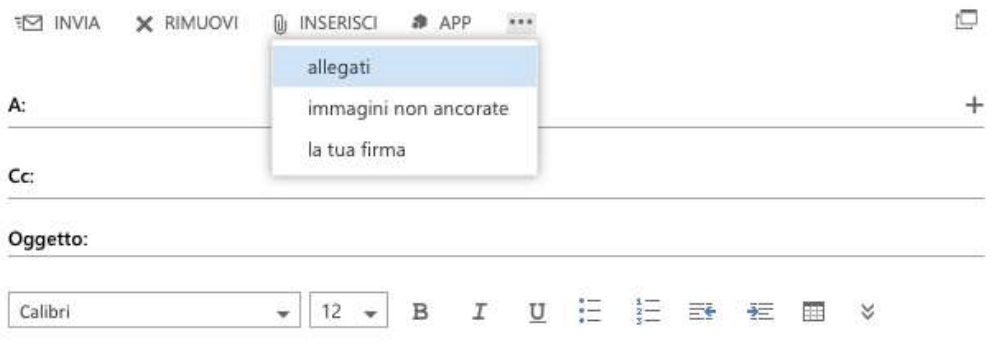 INVIA RIMUOVI INSERISCI APP •••
allegati
immagini non ancorate
la tua firma
A:
Cc:
Oggetto:
Calibri 12 B I U